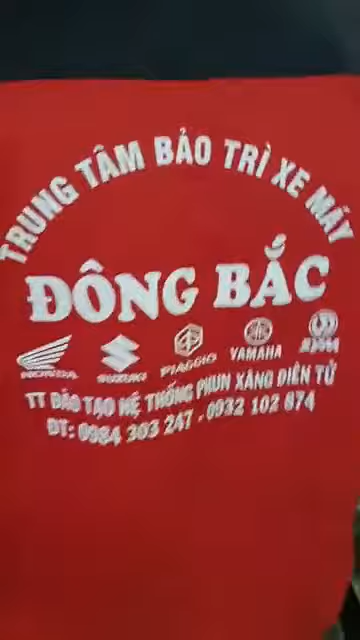 TRUNG TÂM BẢO TRÌ XE MÁY
ĐÔNG BẮC
HONDA SUZUKI PIAGGIO YAMAHA
TT ĐÀO TẠO HỆ THỐNG PHUN XĂNG ĐIỆN TỬ
ĐT: 0984 303 247 - 0932 102 874